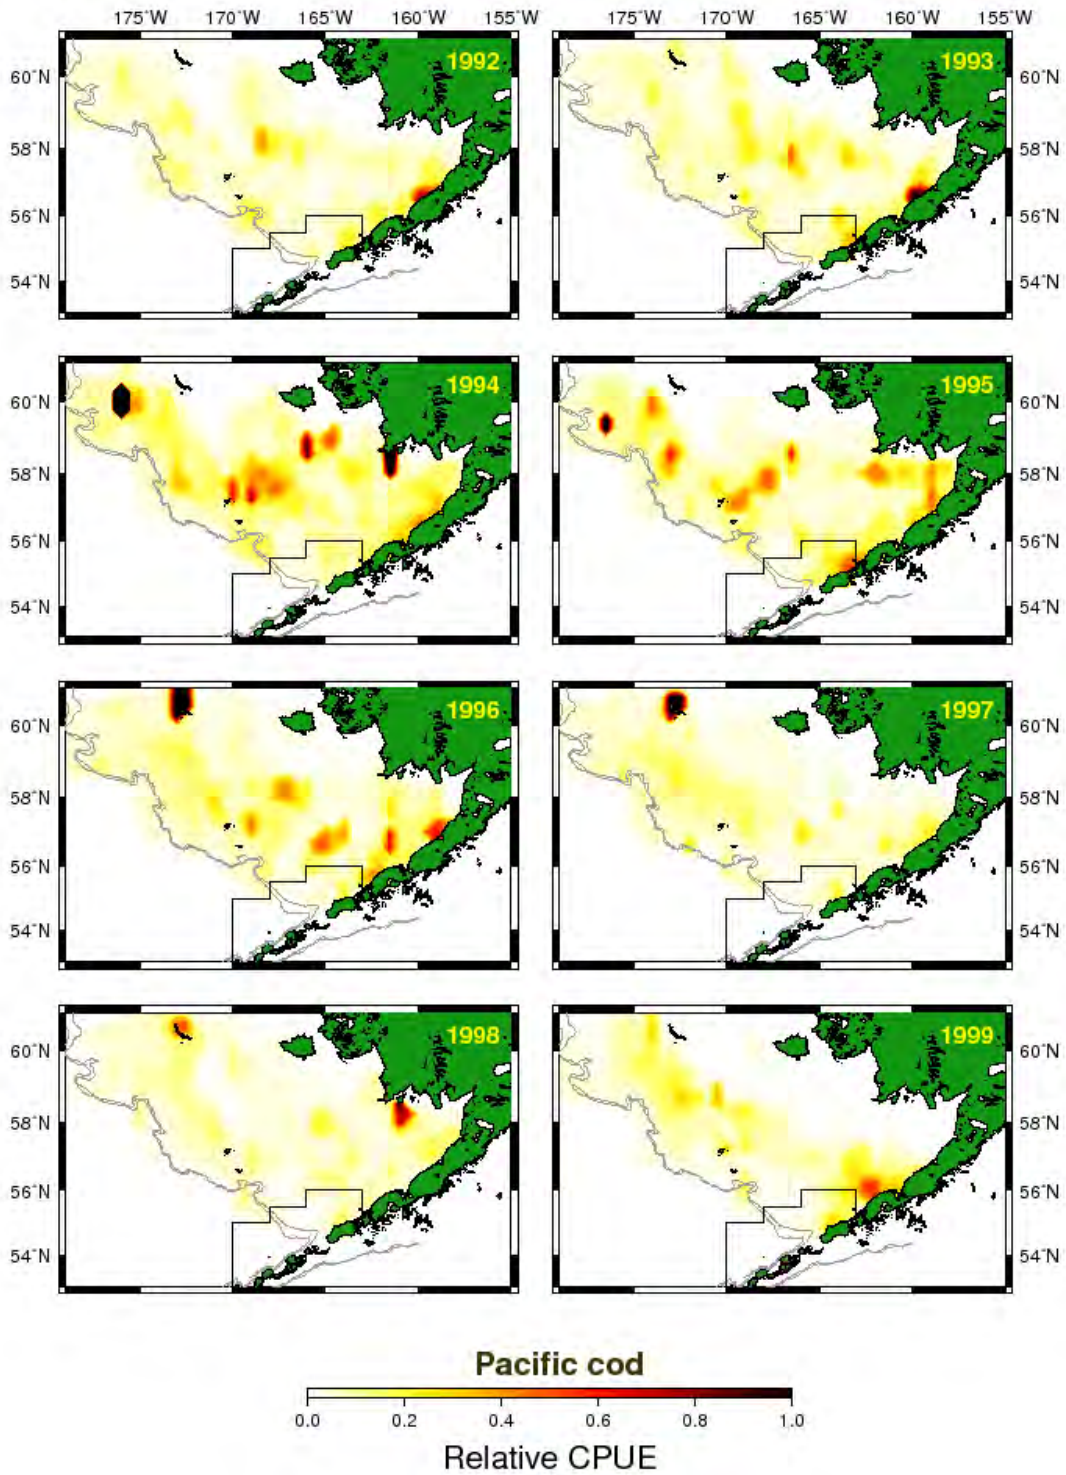 175°W 170°W 165°W 160°W 155°W 175°W 170°W 165°W 160°W 155°W
1992 1993
60°N 60°N
58°N 58°N
56°N 56°N
54°N 54°N
1994 1995
60°N 60°N
58°N 58°N
56°N 56°N
54°N 54°N
1996 1997
60°N 60°N
58°N 58°N
56°N 56°N
54°N 54°N
1998 1999
60°N 60°N
58°N 58°N
56°N 56°N
54°N 54°N
Pacific cod
0.0 0.2 0.4 0.6 0.8 1.0
Relative CPUE